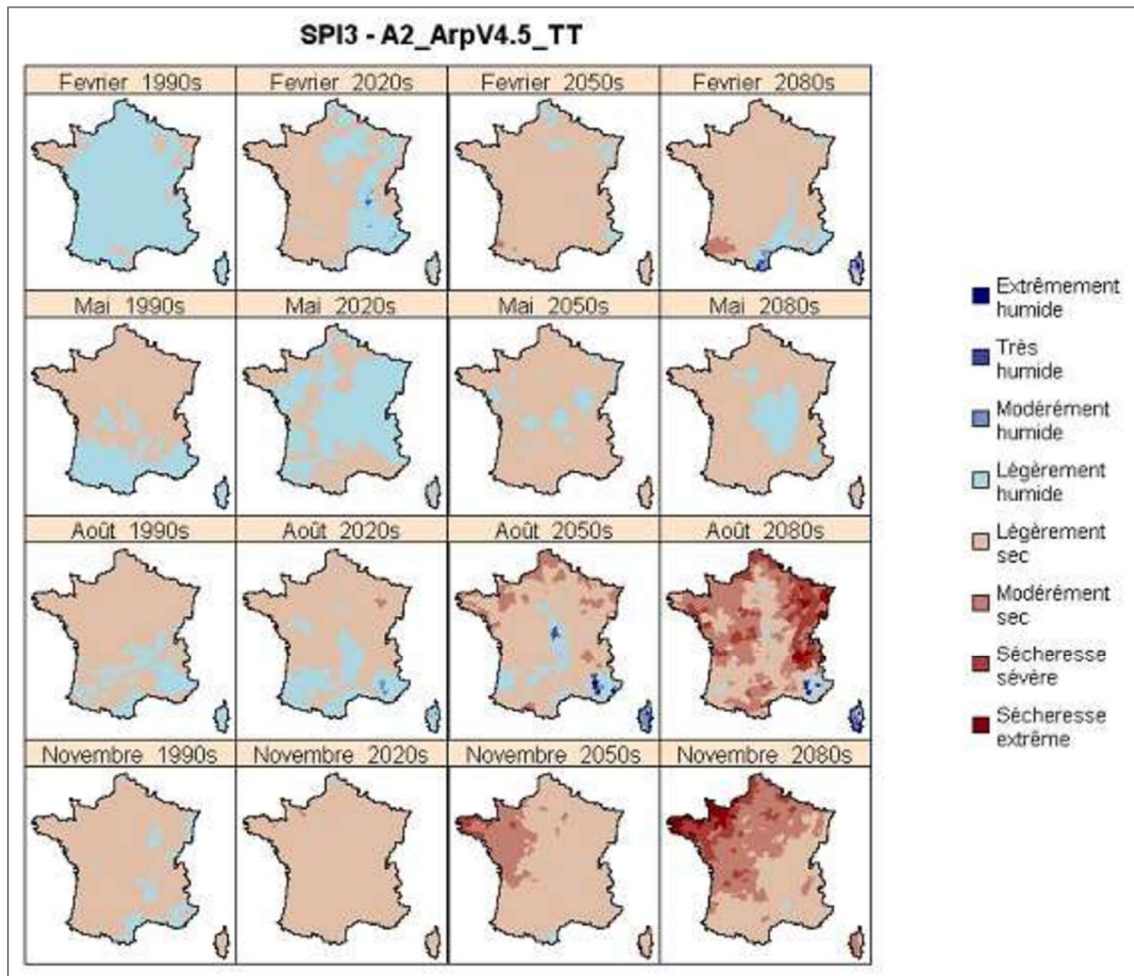 SPI3 - A2_ArpV4.5_TT
Fevrier 1990s
Fevrier 2020s
Fevrier 2050s
Fevrier 2080s
Mai 1990s
Mai 2020s
Mai 2050s
Mai 2080s
Août 1990s
Août 2020s
Août 2050s
Août 2080s
Novembre 1990s
Novembre 2020s
Novembre 2050s
Novembre 2080s
Extrêmement
humide
Très
humide
Modérément
humide
Légèrement
humide
Légèrement
sec
Modérément
sec
Sécheresse
sévère
Sécheresse
extrême